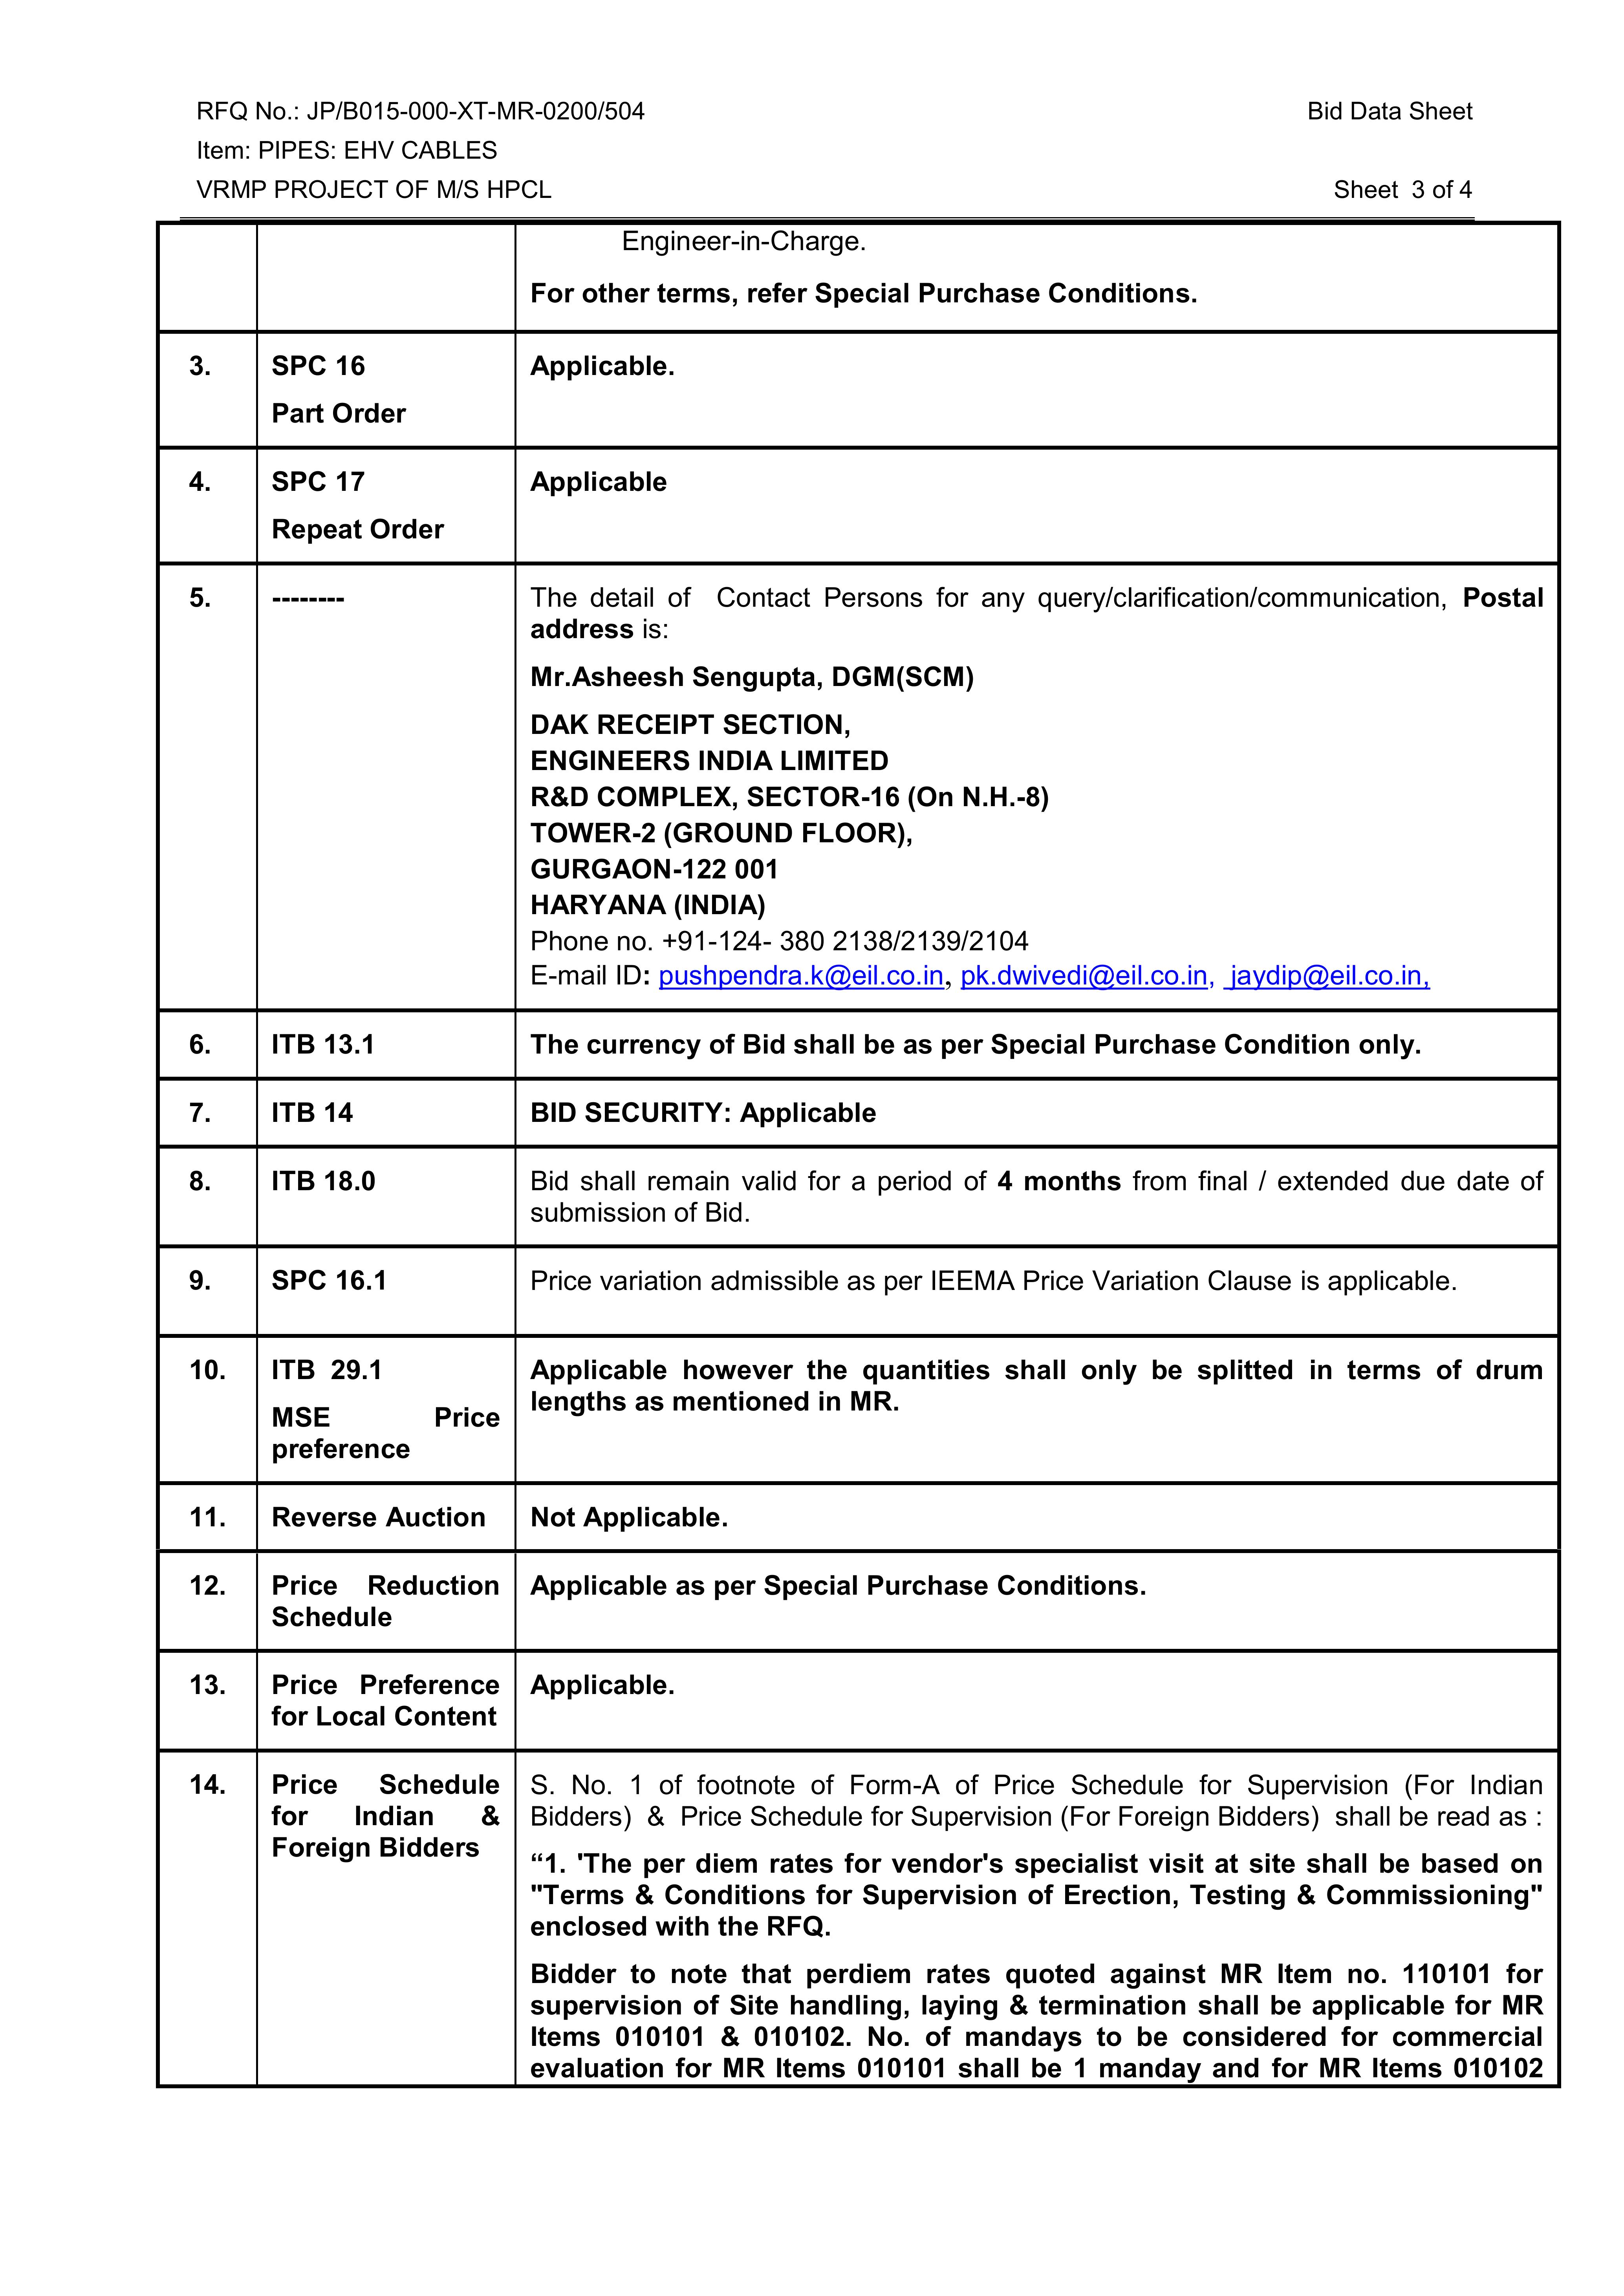 RFQ No.: JP/B015-000-XT-MR-0200/504 Bid Data Sheet
Item: PIPES: EHV CABLES
VRMP PROJECT OF M/S HPCL Sheet 3 of 4
Engineer-in-Charge.
For other terms, refer Special Purchase Conditions.
3. SPC 16 Applicable.
Part Order
4. SPC 17 Applicable
Repeat Order
5. -------- The detail of Contact Persons for any query/clarification/communication, Postal
address is:
Mr.Asheesh Sengupta, DGM(SCM)
DAK RECEIPT SECTION,
ENGINEERS INDIA LIMITED
R&D COMPLEX, SECTOR-16 (On N.H.-8)
TOWER-2 (GROUND FLOOR),
GURGAON-122 001
HARYANA (INDIA)
Phone no. +91-124- 380 2138/2139/2104
E-mail ID: pushpendra.k@eil.co.in, pk.dwivedi@eil.co.in, jaydip@eil.co.in,
6. ITB 13.1 The currency of Bid shall be as per Special Purchase Condition only.
7. ITB 14 BID SECURITY: Applicable
8. ITB 18.0 Bid shall remain valid for a period of 4 months from final / extended due date of
submission of Bid.
9. SPC 16.1 Price variation admissible as per IEEMA Price Variation Clause is applicable.
10. ITB 29.1 Applicable however the quantities shall only be splitted in terms of drum
lengths as mentioned in MR.
MSE Price
preference
11. Reverse Auction Not Applicable.
12. Price Reduction Applicable as per Special Purchase Conditions.
Schedule
13. Price Preference Applicable.
for Local Content
14. Price Schedule S. No. 1 of footnote of Form-A of Price Schedule for Supervision (For Indian
for Indian & Bidders) & Price Schedule for Supervision (For Foreign Bidders) shall be read as :
Foreign Bidders
“1. 'The per diem rates for vendor's specialist visit at site shall be based on
"Terms & Conditions for Supervision of Erection, Testing & Commissioning"
enclosed with the RFQ.
Bidder to note that perdiem rates quoted against MR Item no. 110101 for
supervision of Site handling, laying & termination shall be applicable for MR
Items 010101 & 010102. No. of mandays to be considered for commercial
evaluation for MR Items 010101 shall be 1 manday and for MR Items 010102